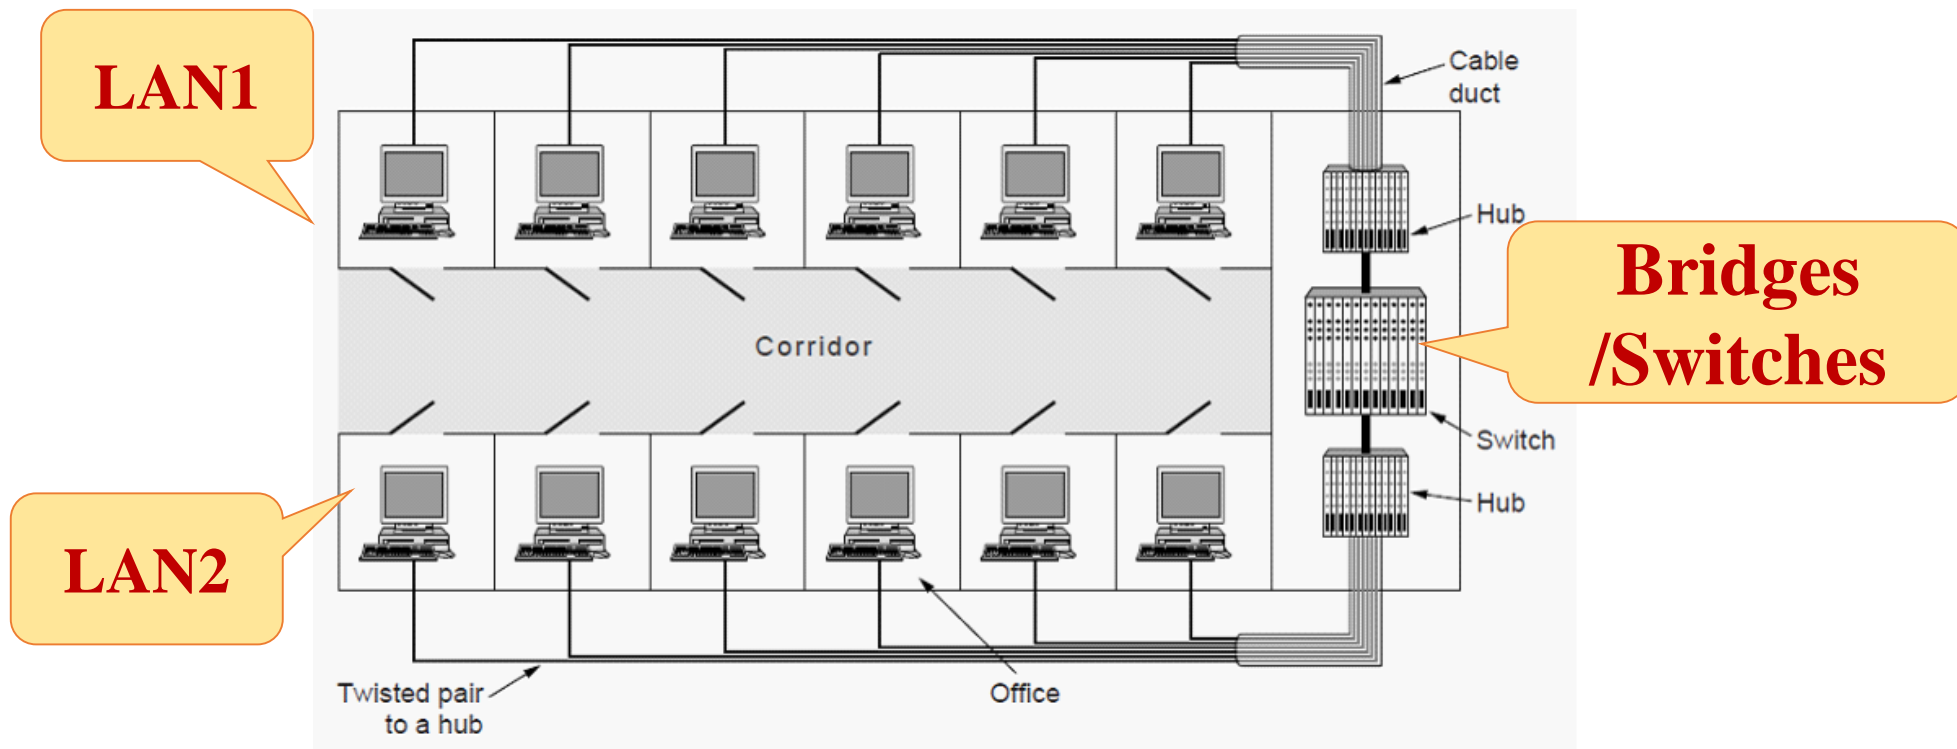 LAN1
Cable
duct
Hub
Bridges
/Switches
Corridor
Switch
Hub
LAN2
Twisted pair
to a hub
Office